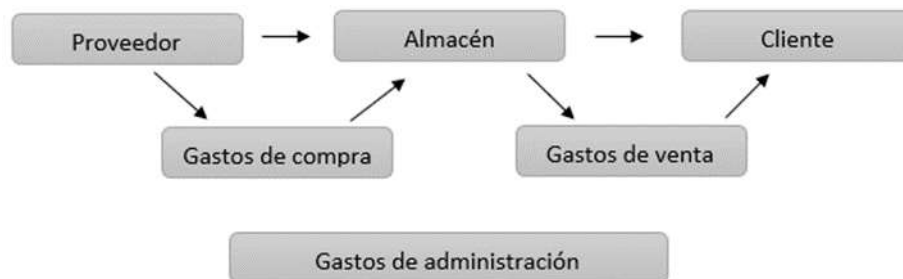 Proveedor
Almacén
Cliente
Gastos de compra
Gastos de venta
Gastos de administración